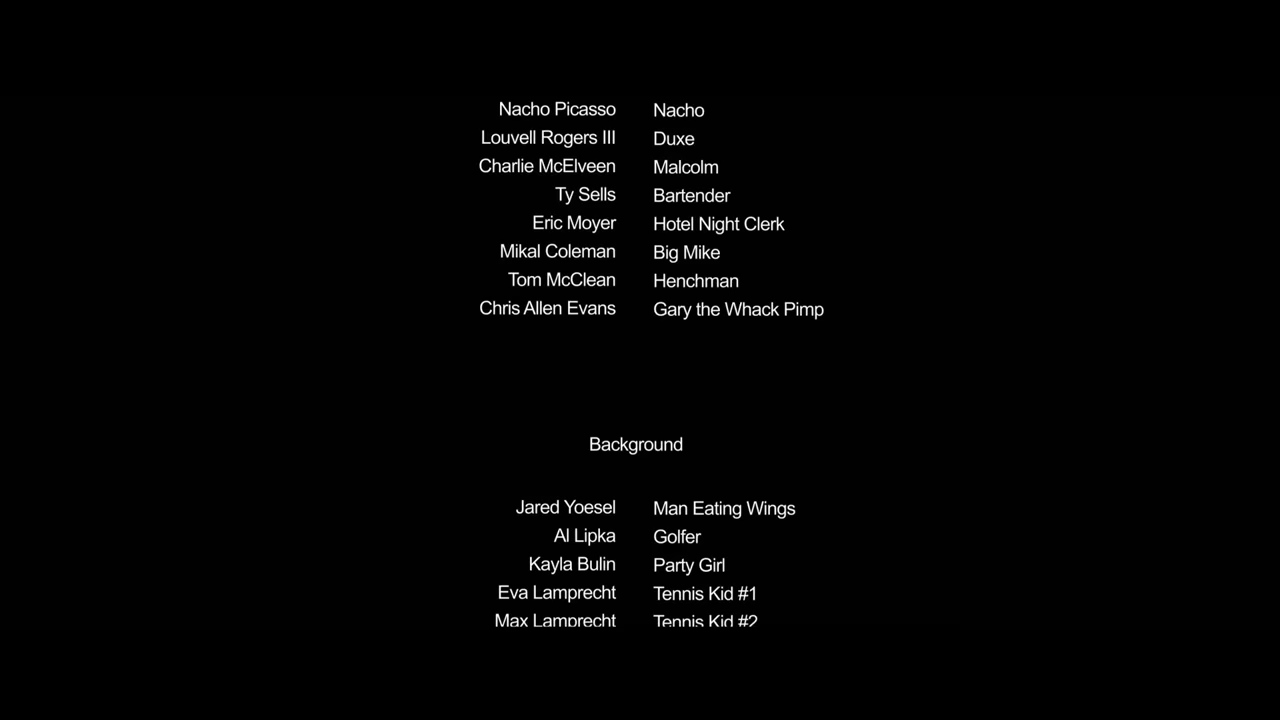 Nacho Picasso Nacho
Louvell Rogers III Duxe
Charlie McElveen Malcolm
Ty Sells Bartender
Eric Moyer Hotel Night Clerk
Mikal Coleman Big Mike
Tom McClean Henchman
Chris Allen Evans Gary the Whack Pimp
Background
Jared Yoesel Man Eating Wings
Al Lipka Golfer
Kayla Bulin Party Girl
Eva Lamprecht Tennis Kid #1
Max Lamprecht Tennis Kid #2